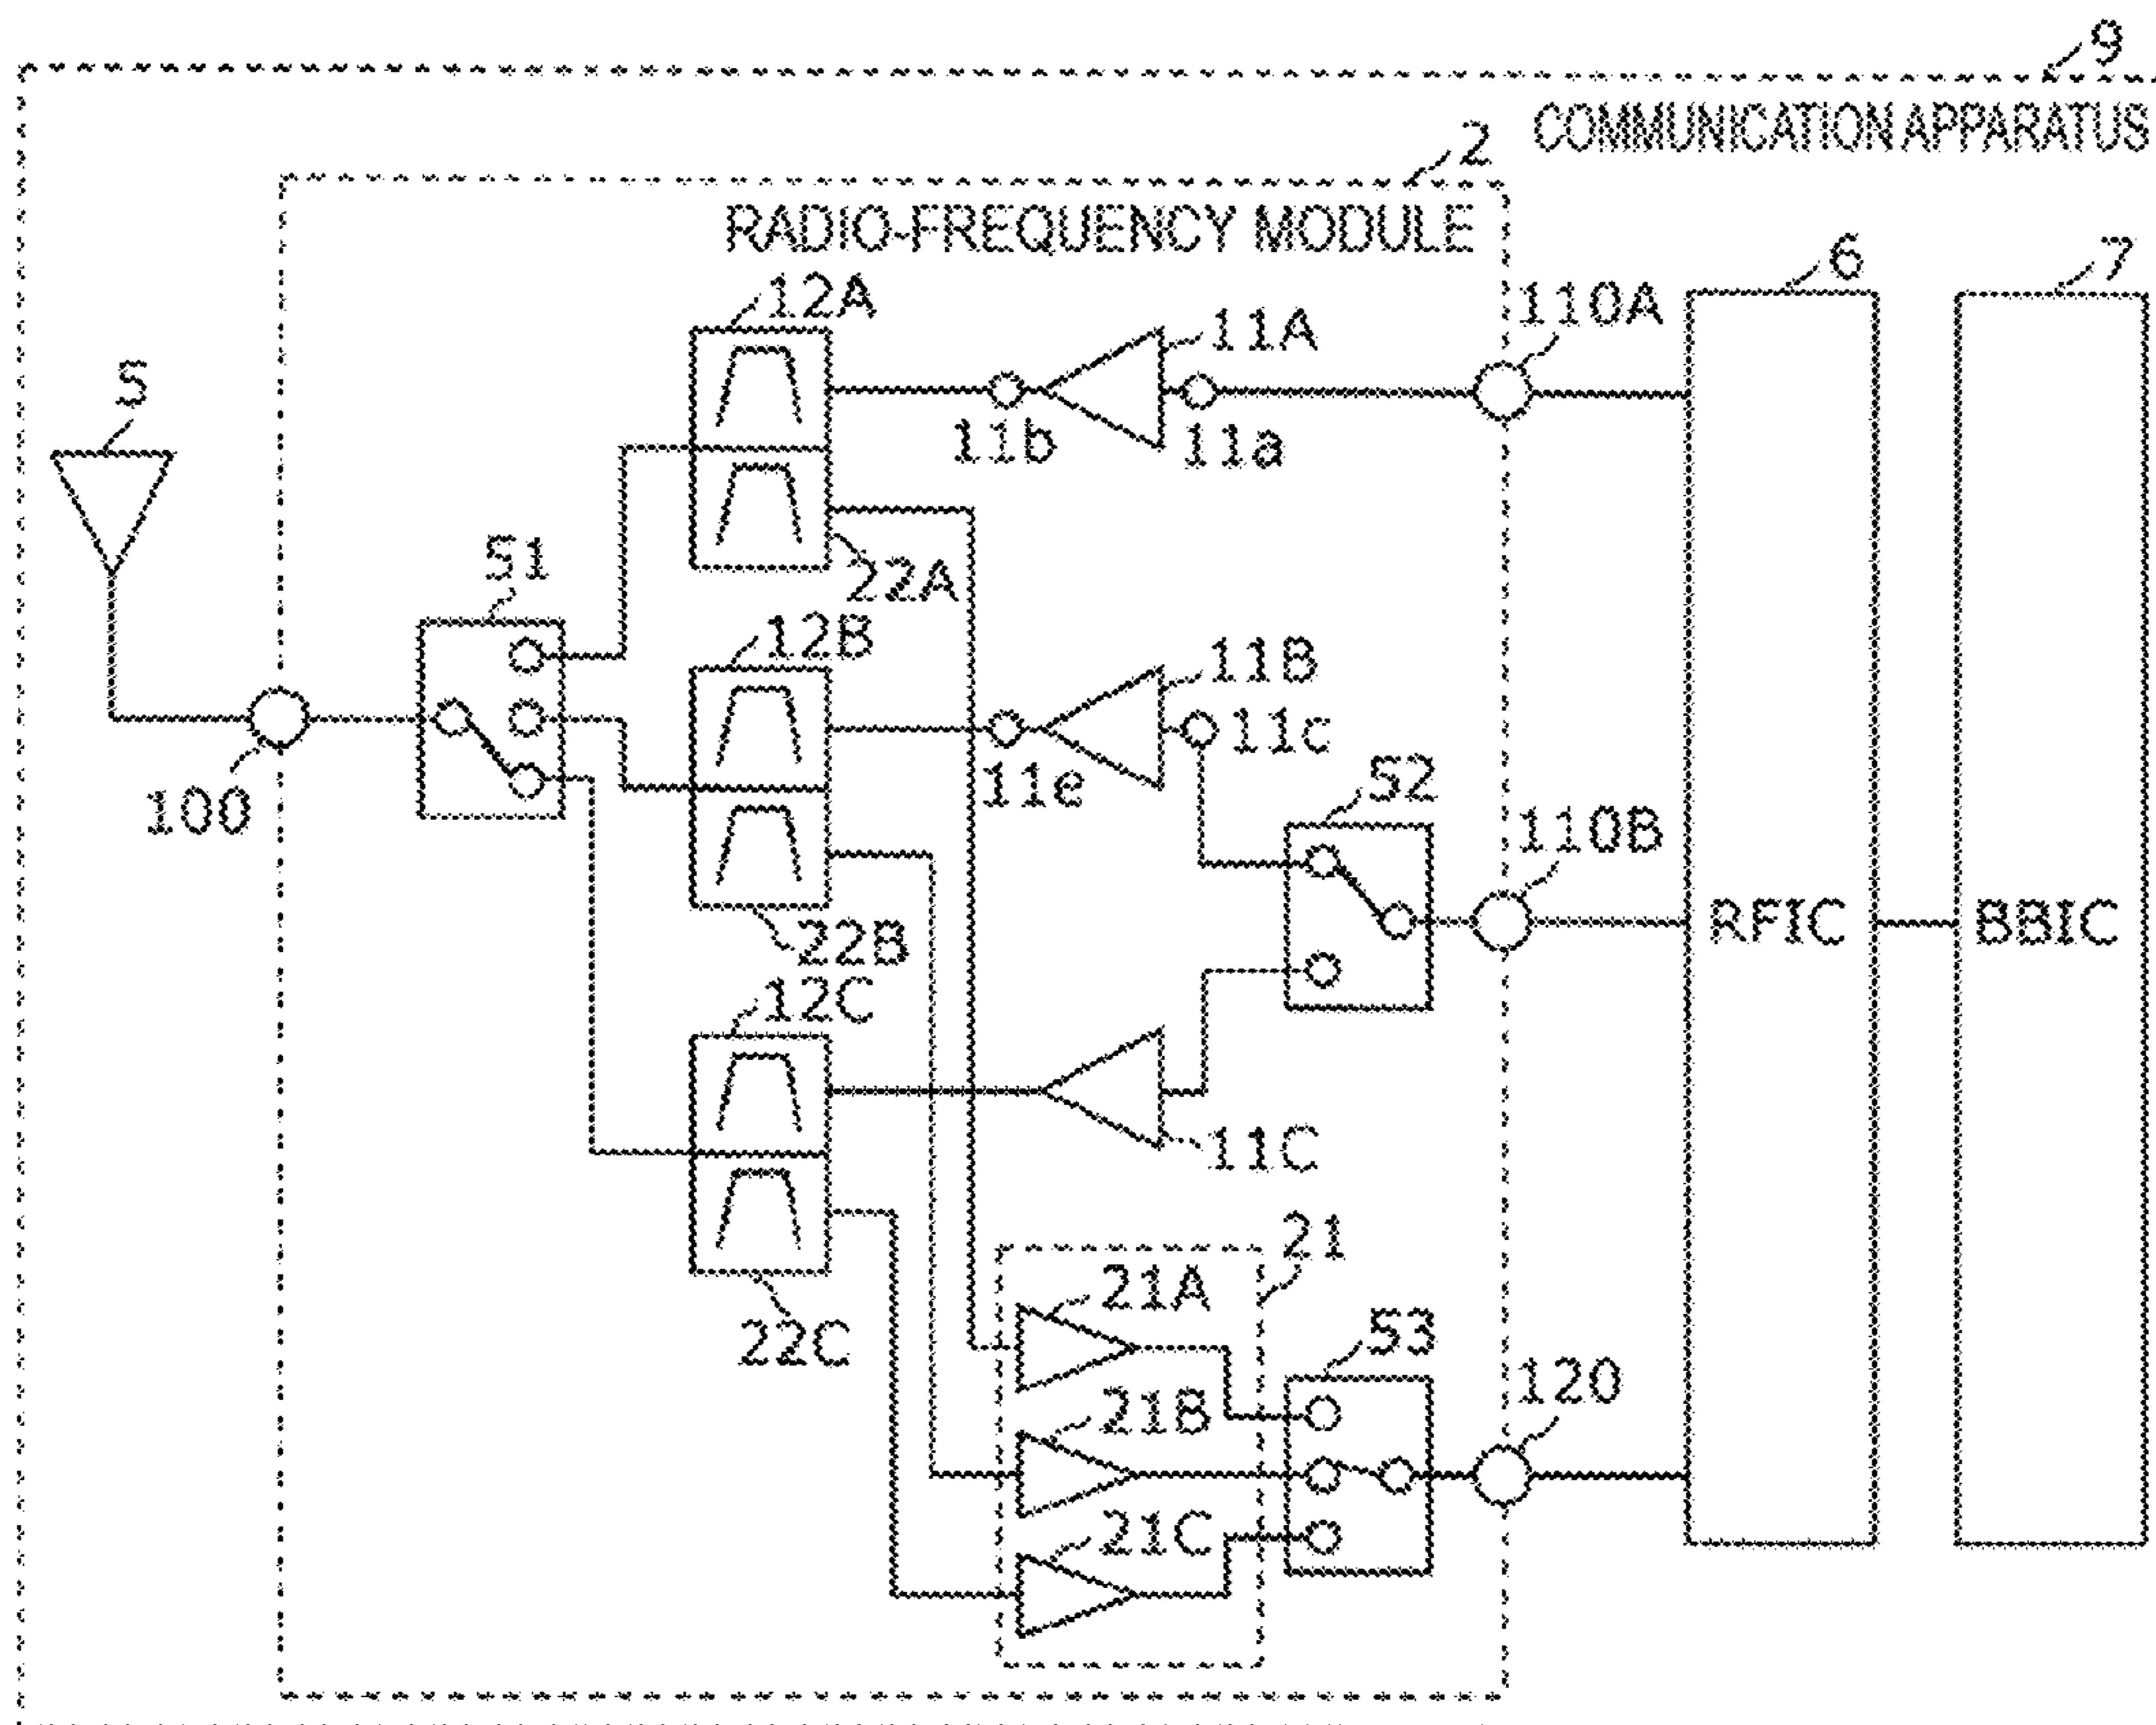 9
COMMUNICATION APPARATUS
2
RADIO-FREQUENCY MODULE
6
7
12A
11A
110A
5
11b
11a
51
22A
12B
11B
11c
52
11e
100
110B
22B
RFIC
BBIC
12C
11C
21
21A
53
22C
120
21B
21C